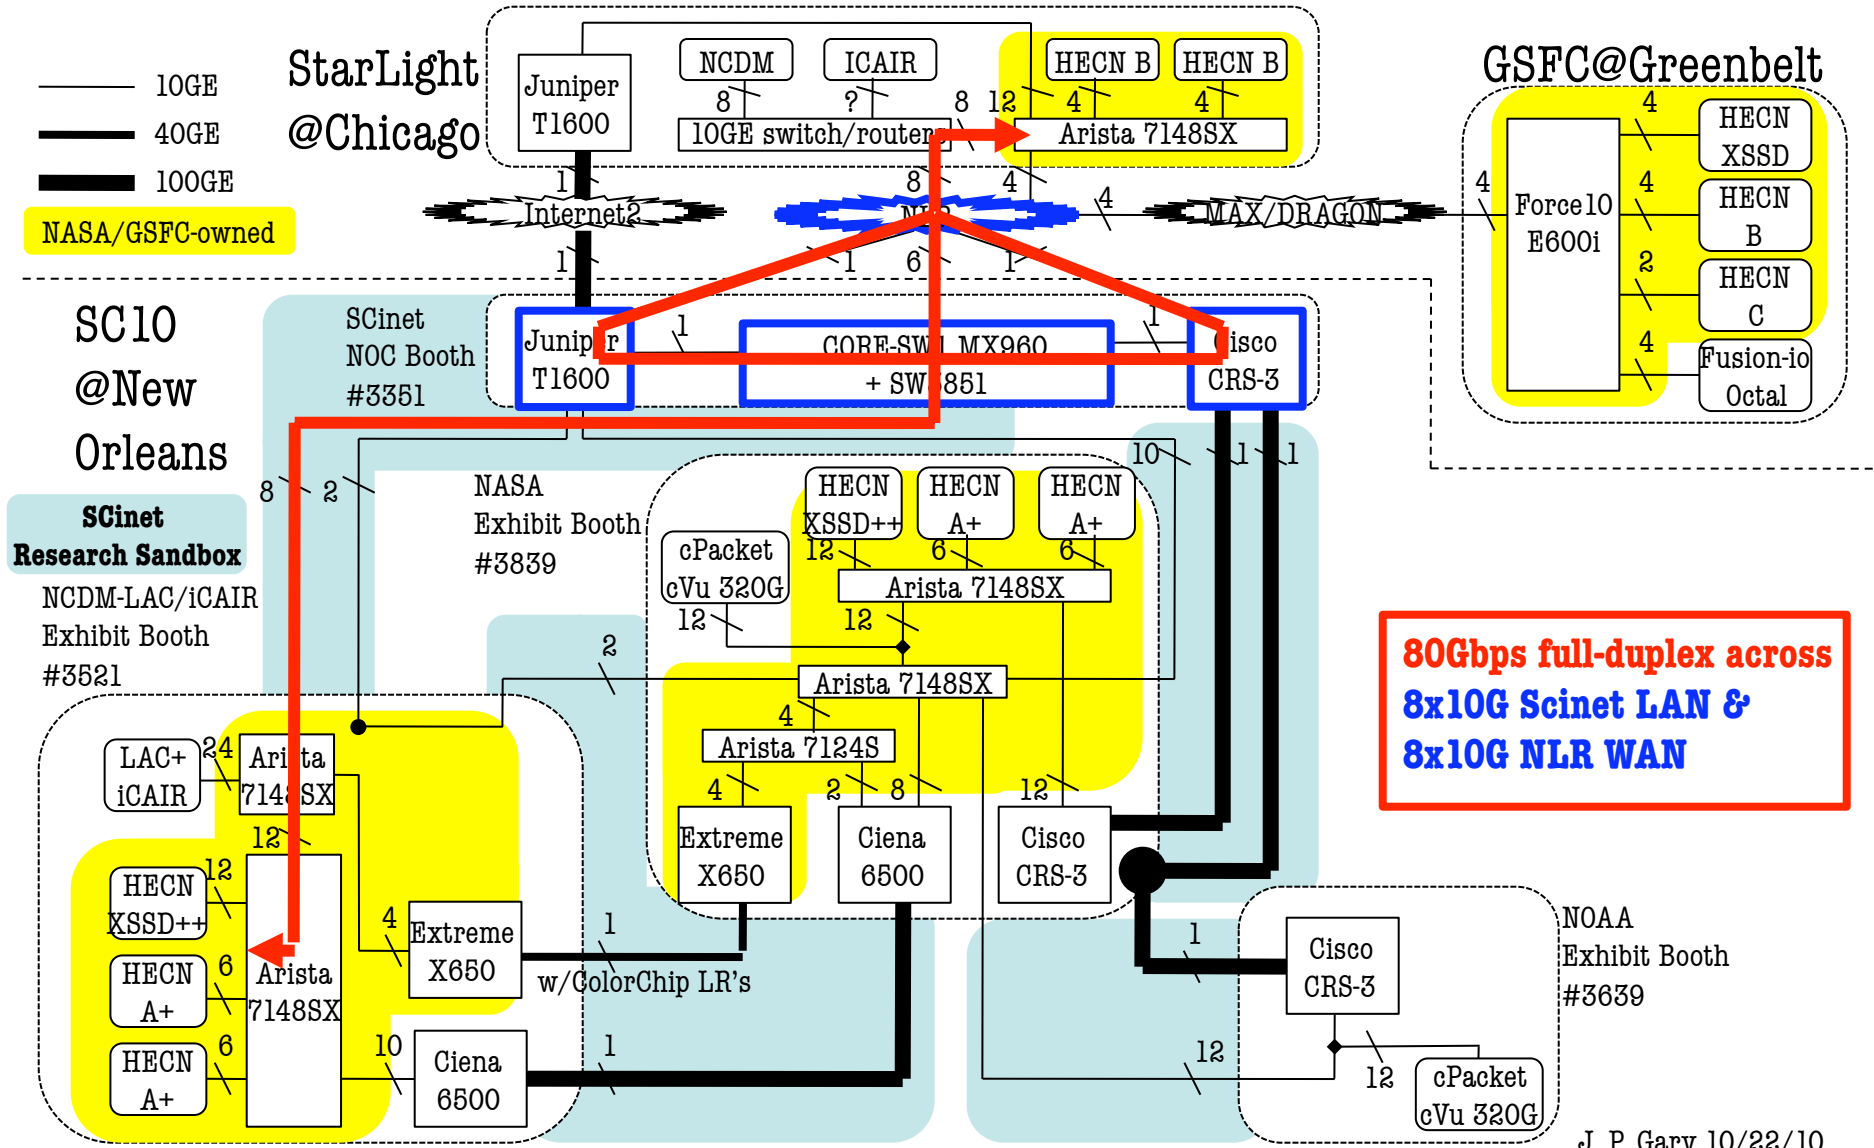 10GE
40GE
100GE
NASA/GSFC-owned
StarLight
@Chicago
Juniper
T1600
NCDM
8
ICAIR
?
10GE switch/routers
8
12
HECN B
4
HECN B
4
Arista 7148SX
GSFC@Greenbelt
4
Force10
E600i
4
HECN
XSSD
4
HECN
B
2
HECN
C
4
Fusion-io
Octal
1
Internet2
1
8
4
4
MAX/DRAGON
1
6
1
SC10
@New
Orleans
SCinet
NOC Booth
#3351
Juniper
T1600
1
CORE-SW1 MX960
+ SW5851
1
Cisco
CRS-3
SCinet
Research Sandbox
8
2
10
1
1
NASA
Exhibit Booth
#3839
HECN
XSSD++
12
HECN
A+
6
HECN
A+
6
cPacket
cVu 320G
12
Arista 7148SX
12
2
Arista 7148SX
4
Arista 7124S
4
2
8
12
Extreme
X650
Ciena
6500
Cisco
CRS-3
80Gbps full-duplex across
8x10G Scinet LAN &
8x10G NLR WAN
NCDM-LAC/iCAIR
Exhibit Booth
#3521
LAC+
iCAIR
24
Arista
7148SX
12
HECN
XSSD++
12
HECN
A+
6
HECN
A+
6
Arista
7148SX
4
Extreme
X650
1
w/ColorChip LR's
10
Ciena
6500
1
NOAA
Exhibit Booth
#3639
1
Cisco
CRS-3
12
12
cPacket
cVu 320G
J. P. Gary 10/22/10